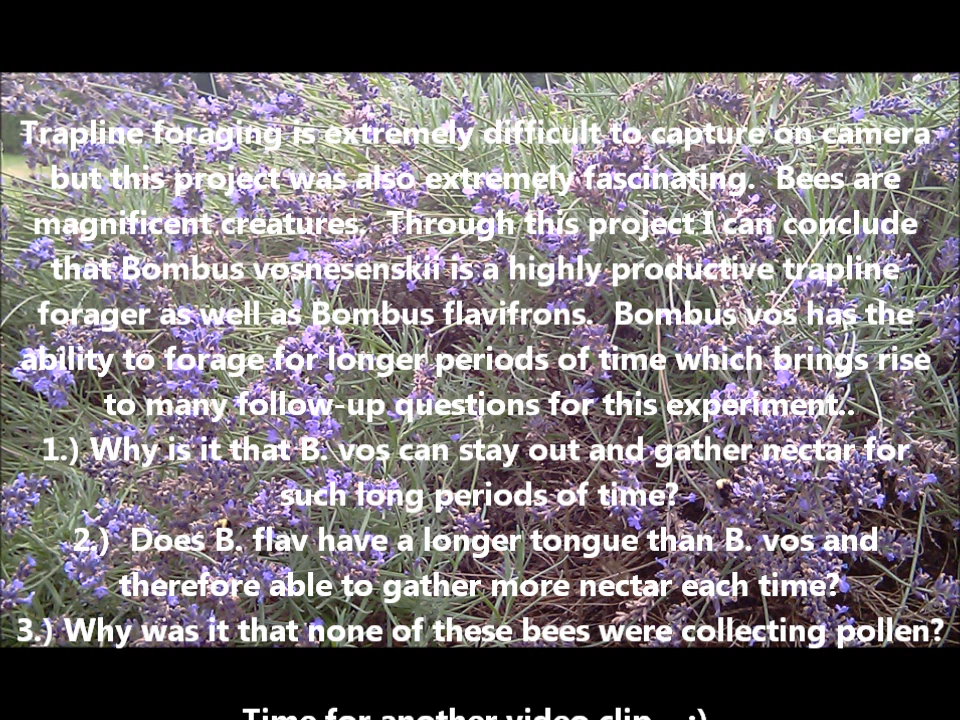 Trapline foraging is extremely difficult to capture on camera
but this project was also extremely fascinating.  Bees are
magnificent creatures.  Through this project I can conclude
that Bombus vosnesenskii is a highly productive trapline
forager as well as Bombus flavifrons.  Bombus vos has the
ability to forage for longer periods of time which brings rise
to many follow-up questions for this experiment..
1.) Why is it that B. vos can stay out and gather nectar for
such long periods of time?
2.)  Does B. flav have a longer tongue than B. vos and
therefore able to gather more nectar each time?
3.) Why was it that none of these bees were collecting pollen?
Time for another video clip... :)